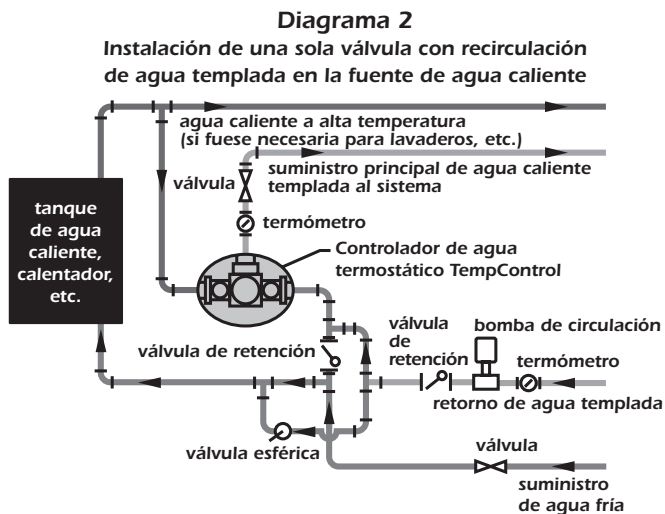 Diagrama 2
Instalación de una sola válvula con recirculación
de agua templada en la fuente de agua caliente
agua caliente a alta temperatura
(si fuese necesaria para lavaderos, etc.)
válvula
suministro principal de agua caliente
templada al sistema
tanque
de agua
caliente,
calentador,
etc.
termómetro
Controlador de agua
termostático TempControl
válvula de retención
válvula
de
retención
bomba de circulación
termómetro
retorno de agua templada
válvula esférica
válvula
suministro
de agua fría